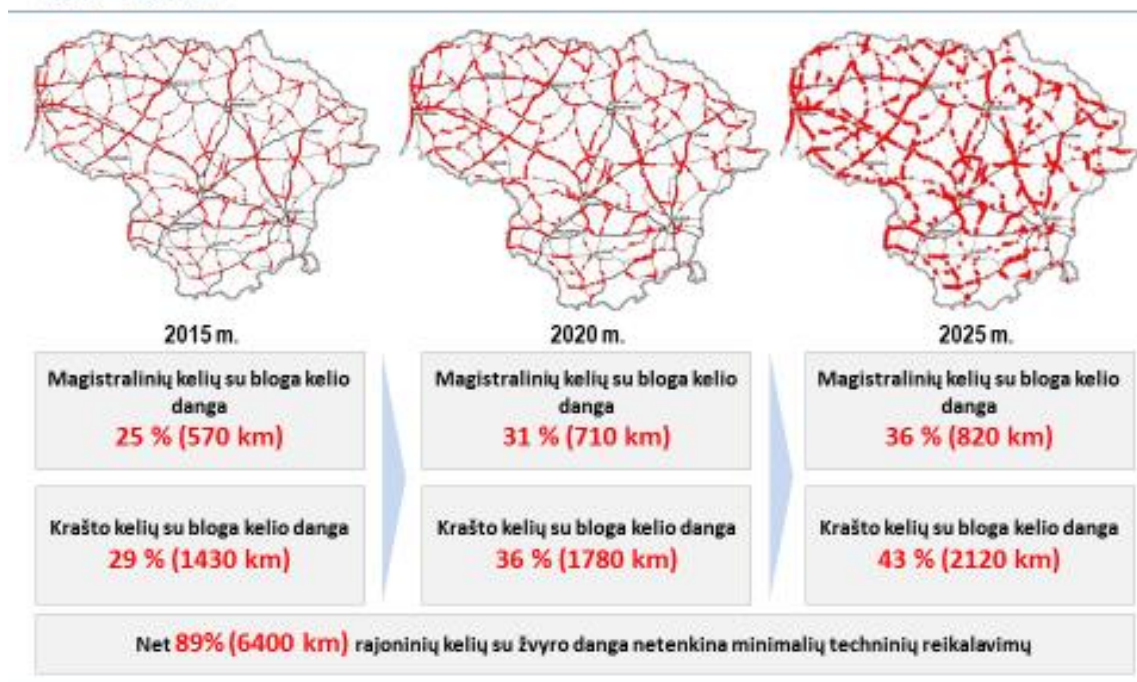 2015 m.
2020 m.
2025 m.
Magistralinių kelių su bloga kelio
danga
25 % (570 km)
Magistralinių kelių su bloga kelio
danga
31 % (710 km)
Magistralinių kelių su bloga kelio
danga
36 % (820 km)
Krašto kelių su bloga kelio danga
29 % (1430 km)
Krašto kelių su bloga kelio danga
36 % (1780 km)
Krašto kelių su bloga kelio danga
43 % (2120 km)
Net 89% (6400 km) rajoninių kelių su žvyro danga netenkina minimalių techninių reikalavimų